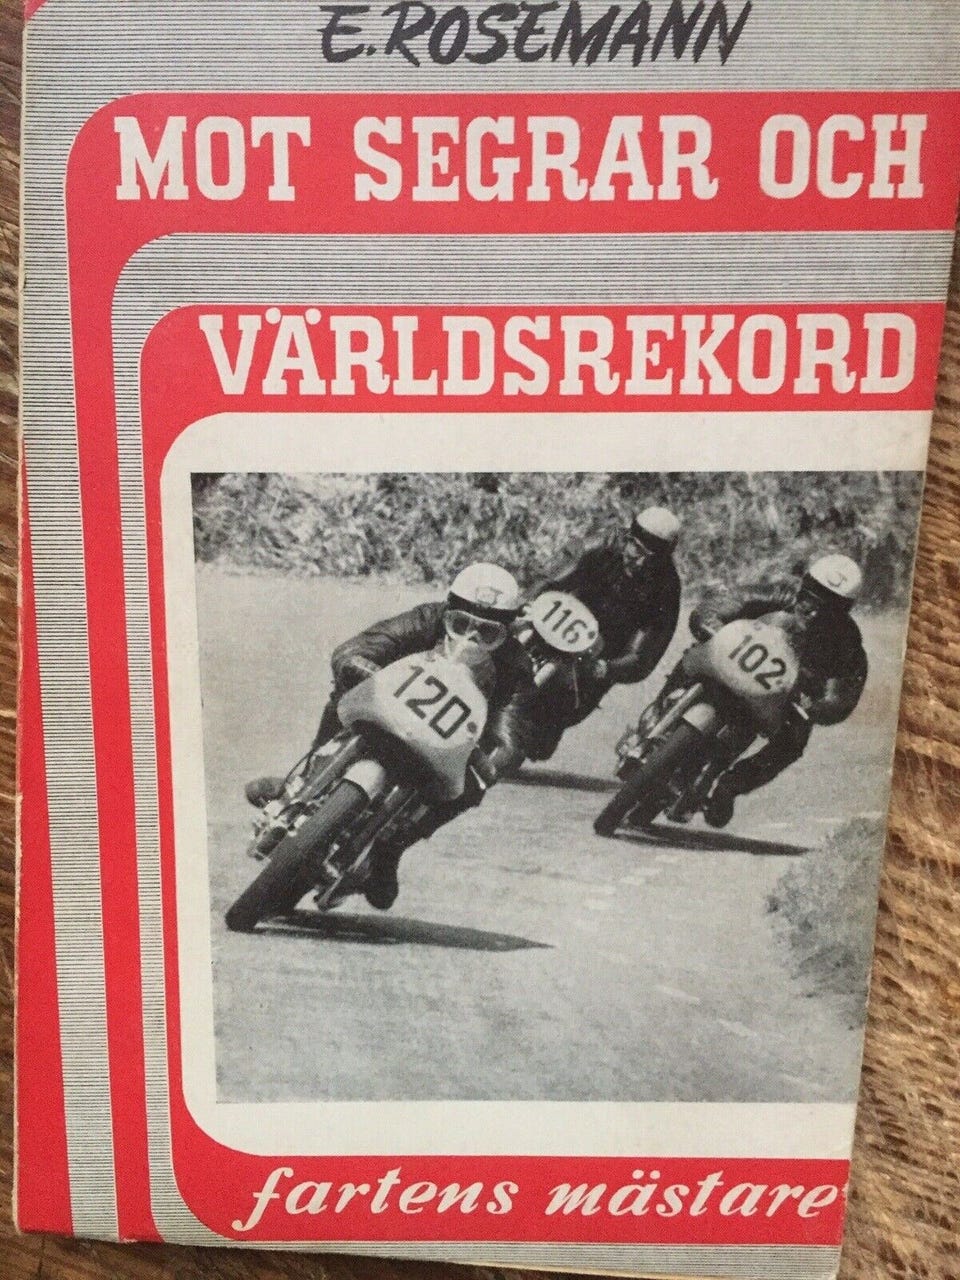 E. ROSEMANN
MOT SEGRAR OCH
VÄRLDSREKORD
116
102
120
fartens mästare